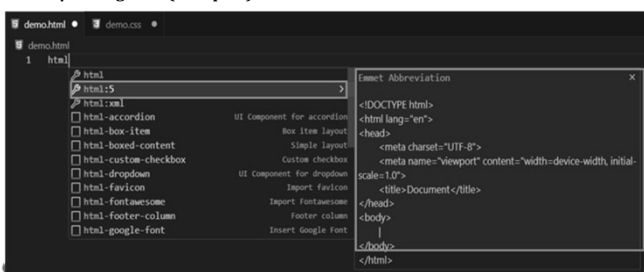 demo.html demo.css
demo.html
1 html
html
html:5
html:xml
html-accordion UI Component for accordion
html-box-item Box item layout
html-boxed-content Simple layout
html-custom-checkbox Custom checkbox
html-dropdown UI Component for dropdown
html-favicon Import favicon
html-fontawesome Import Fontawesome
html-footer-column Footer column
html-google-font Insert Google Font
Emmet Abbreviation
<!DOCTYPE html>
<html lang="en">
<head>
<meta charset="UTF-8">
<meta name="viewport" content="width=device-width, initial-
scale=1.0">
<title>Document</title>
</head>
<body>
|
</body>
</html>